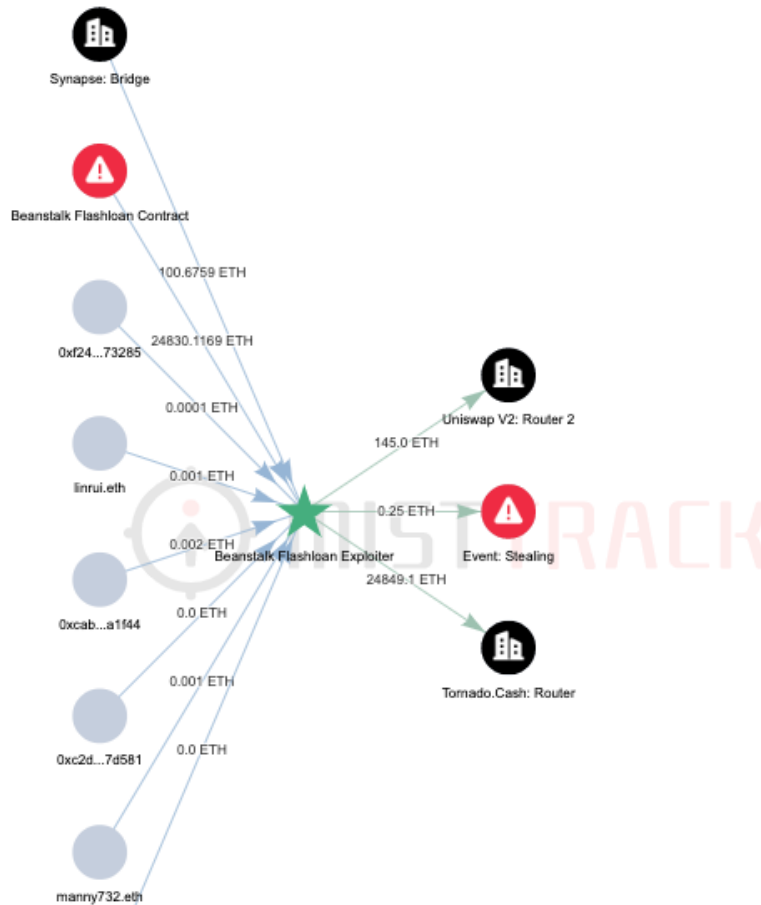 Synapse: Bridge
Beanstalk Flashloan Contract
100.6759 ETH
24830.1169 ETH
0xf24...73285
0.0001 ETH
Uniswap V2: Router 2
145.0 ETH
linrui.eth
0.001 ETH
0.25 ETH
0.002 ETH
Beanstalk Flashloan Exploiter
Event: Stealing
MISTTRACK
24849.1 ETH
0xcab...a1f44
0.0 ETH
0.001 ETH
Tornado.Cash: Router
0.0 ETH
0xc2d...7d581
manny732.eth